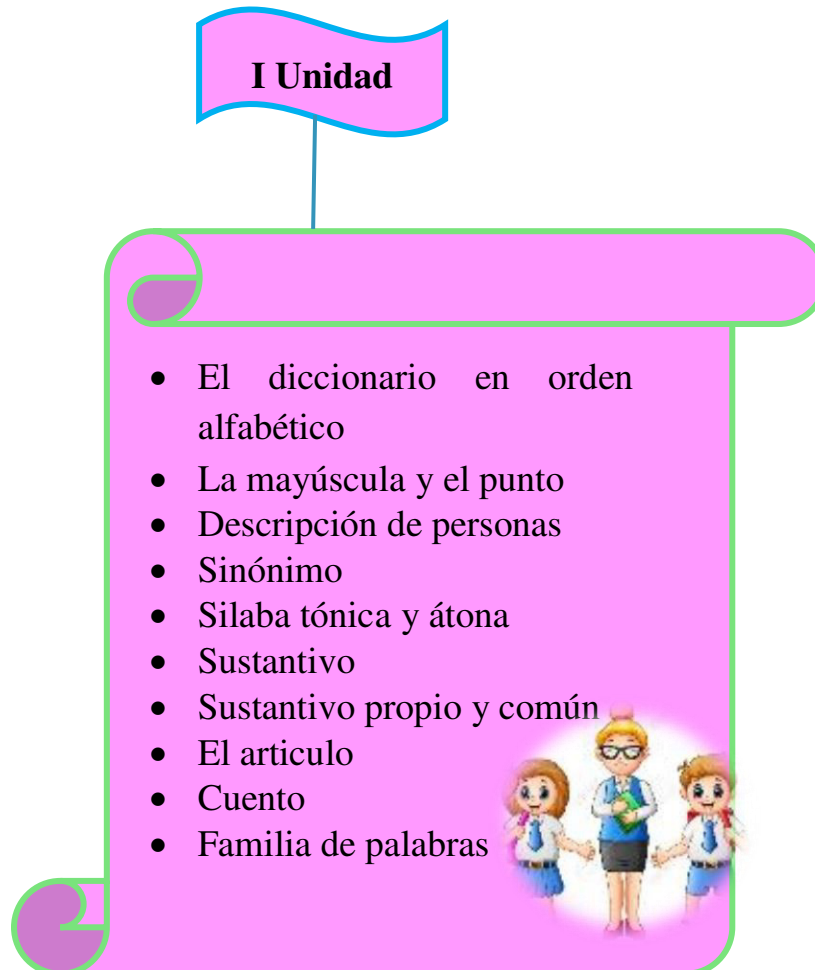 I Unidad
• El diccionario en orden
alfabético
• La mayúscula y el punto
• Descripción de personas
• Sinónimo
• Silaba tónica y átona
• Sustantivo
• Sustantivo propio y común
• El articulo
• Cuento
• Familia de palabras